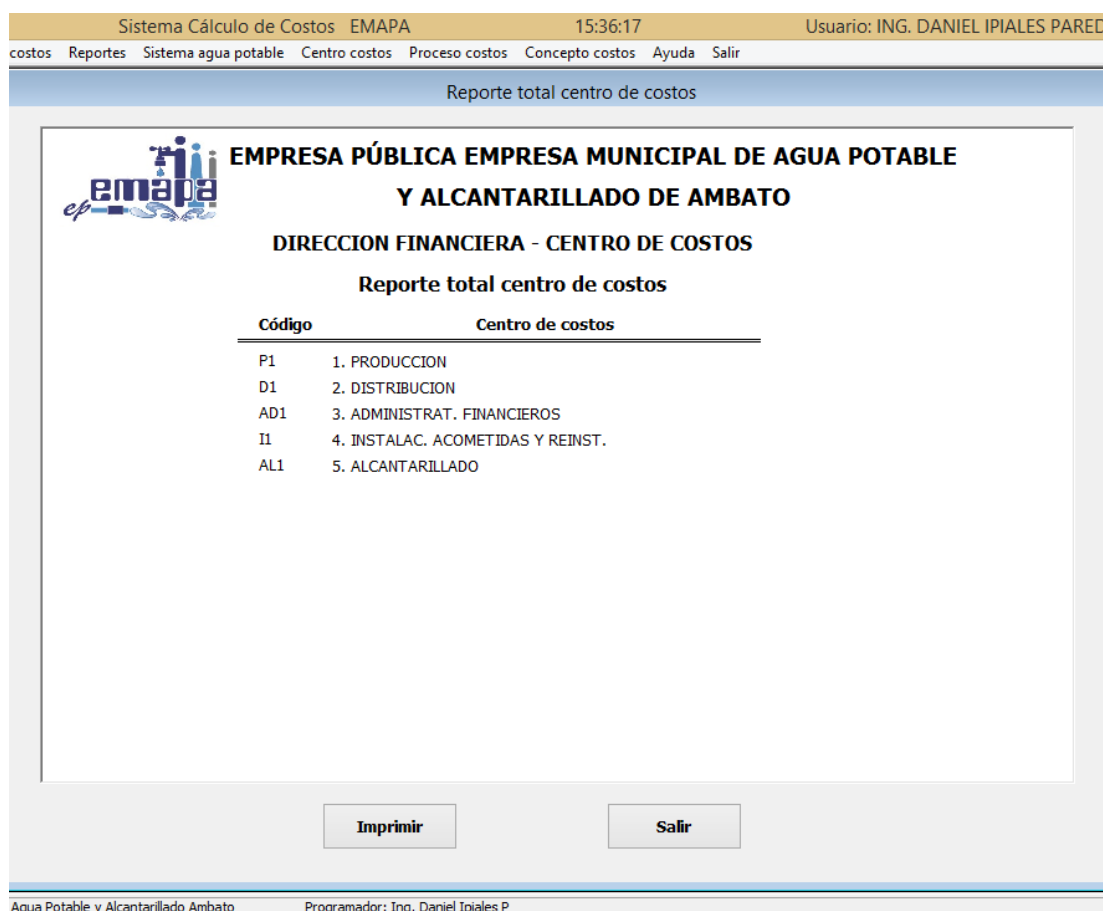 Sistema Cálculo de Costos EMAPA 15:36:17 Usuario: ING. DANIEL IPIALES PARED
costos Reportes Sistema agua potable Centro costos Proceso costos Concepto costos Ayuda Salir
Reporte total centro de costos
emapa
ep
EMPRESA PÚBLICA EMPRESA MUNICIPAL DE AGUA POTABLE
Y ALCANTARILLADO DE AMBATO
DIRECCION FINANCIERA - CENTRO DE COSTOS
Reporte total centro de costos
Código Centro de costos
P1 1. PRODUCCION
D1 2. DISTRIBUCION
AD1 3. ADMINISTRAT. FINANCIEROS
I1 4. INSTALAC. ACOMETIDAS Y REINST.
AL1 5. ALCANTARILLADO
Imprimir Salir
Agua Potable y Alcantarillado Ambato Programador: Ing. Daniel Ipiales P